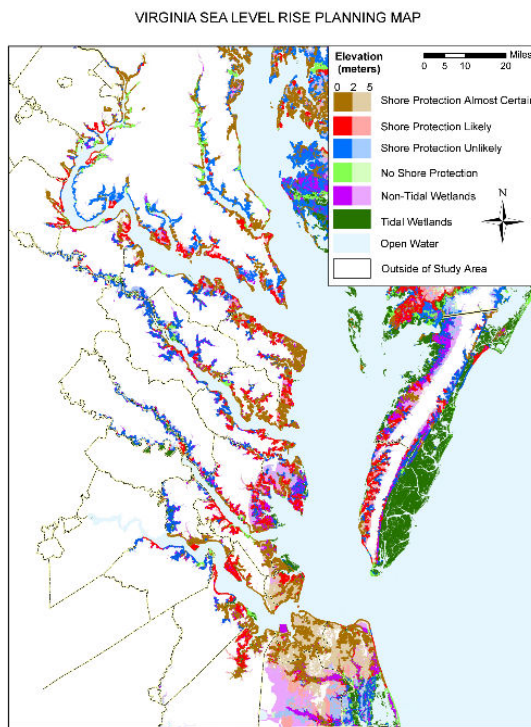 VIRGINIA SEA LEVEL RISE PLANNING MAP
Elevation
(meters)
Miles
0 5 10 20
0 2 5
Shore Protection Almost Certain
Shore Protection Likely
Shore Protection Unlikely
No Shore Protection
Non-Tidal Wetlands
Tidal Wetlands
Open Water
Outside of Study Area
N